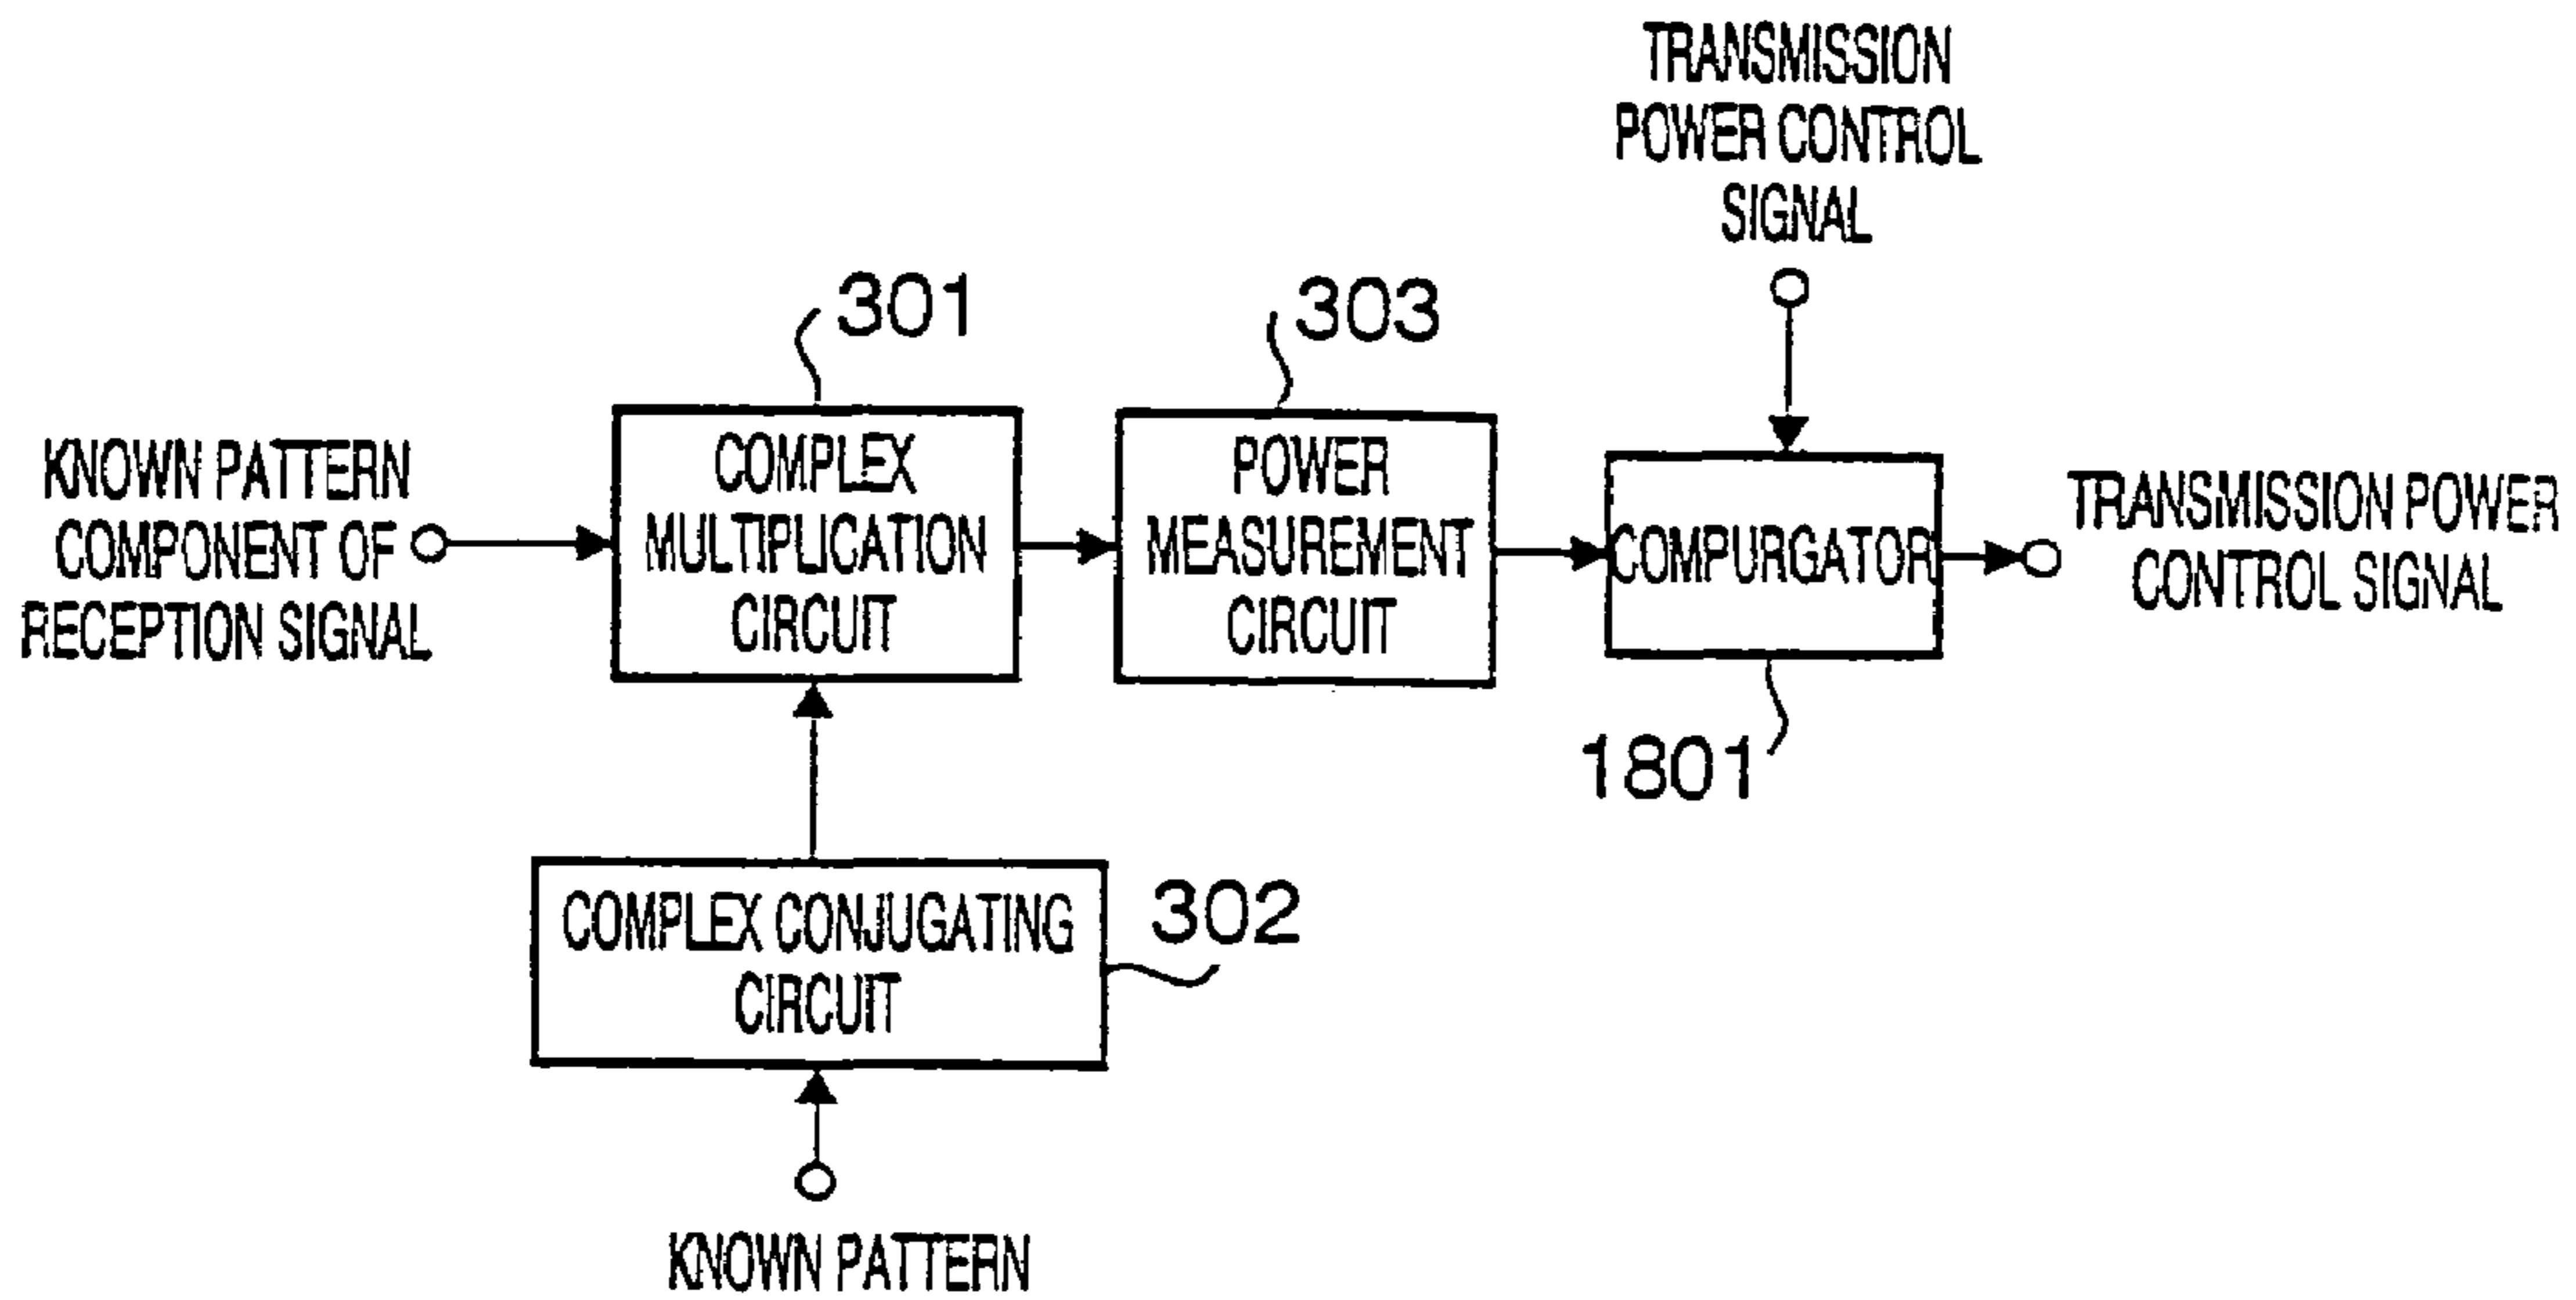 TRANSMISSION
POWER CONTROL
SIGNAL
301
303
KNOWN PATTERN
COMPONENT OF
RECEPTION SIGNAL
COMPLEX
MULTIPLICATION
CIRCUIT
POWER
MEASUREMENT
CIRCUIT
COMPURGATOR
TRANSMISSION POWER
CONTROL SIGNAL
1801
COMPLEX CONJUGATING
CIRCUIT
302
KNOWN PATTERN